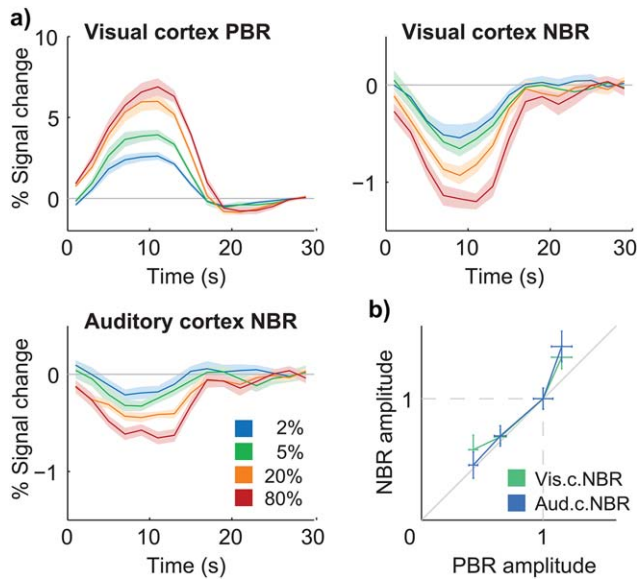 a)
Visual cortex PBR
Visual cortex NBR
10
5
0
% Signal change
0
10
20
30
Time (s)
0
−1
% Signal change
0
10
20
30
Time (s)
Auditory cortex NBR
0
−1
% Signal change
2%
5%
20%
80%
0
10
20
30
Time (s)
b)
NBR amplitude
1
Vis.c.NBR
Aud.c.NBR
0
1
PBR amplitude